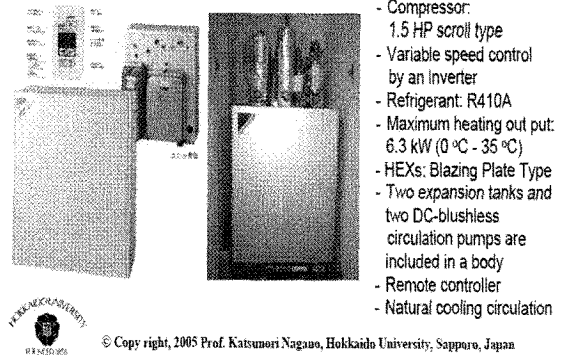 - Compressor:
1.5 HP scroll type
- Variable speed control
by an inverter
- Refrigerant: R410A
- Maximum heating out put:
6.3 kW (0 ºC - 35 ºC)
- HEXs: Blazing Plate Type
- Two expansion tanks and
two DC-blushless
circulation pumps are
included in a body
- Remote controller
- Natural cooling circulation
HOKKAIDO UNIVERSITY
© Copy right, 2005 Prof. Katsunori Nagano, Hokkaido University, Sapporo, Japan